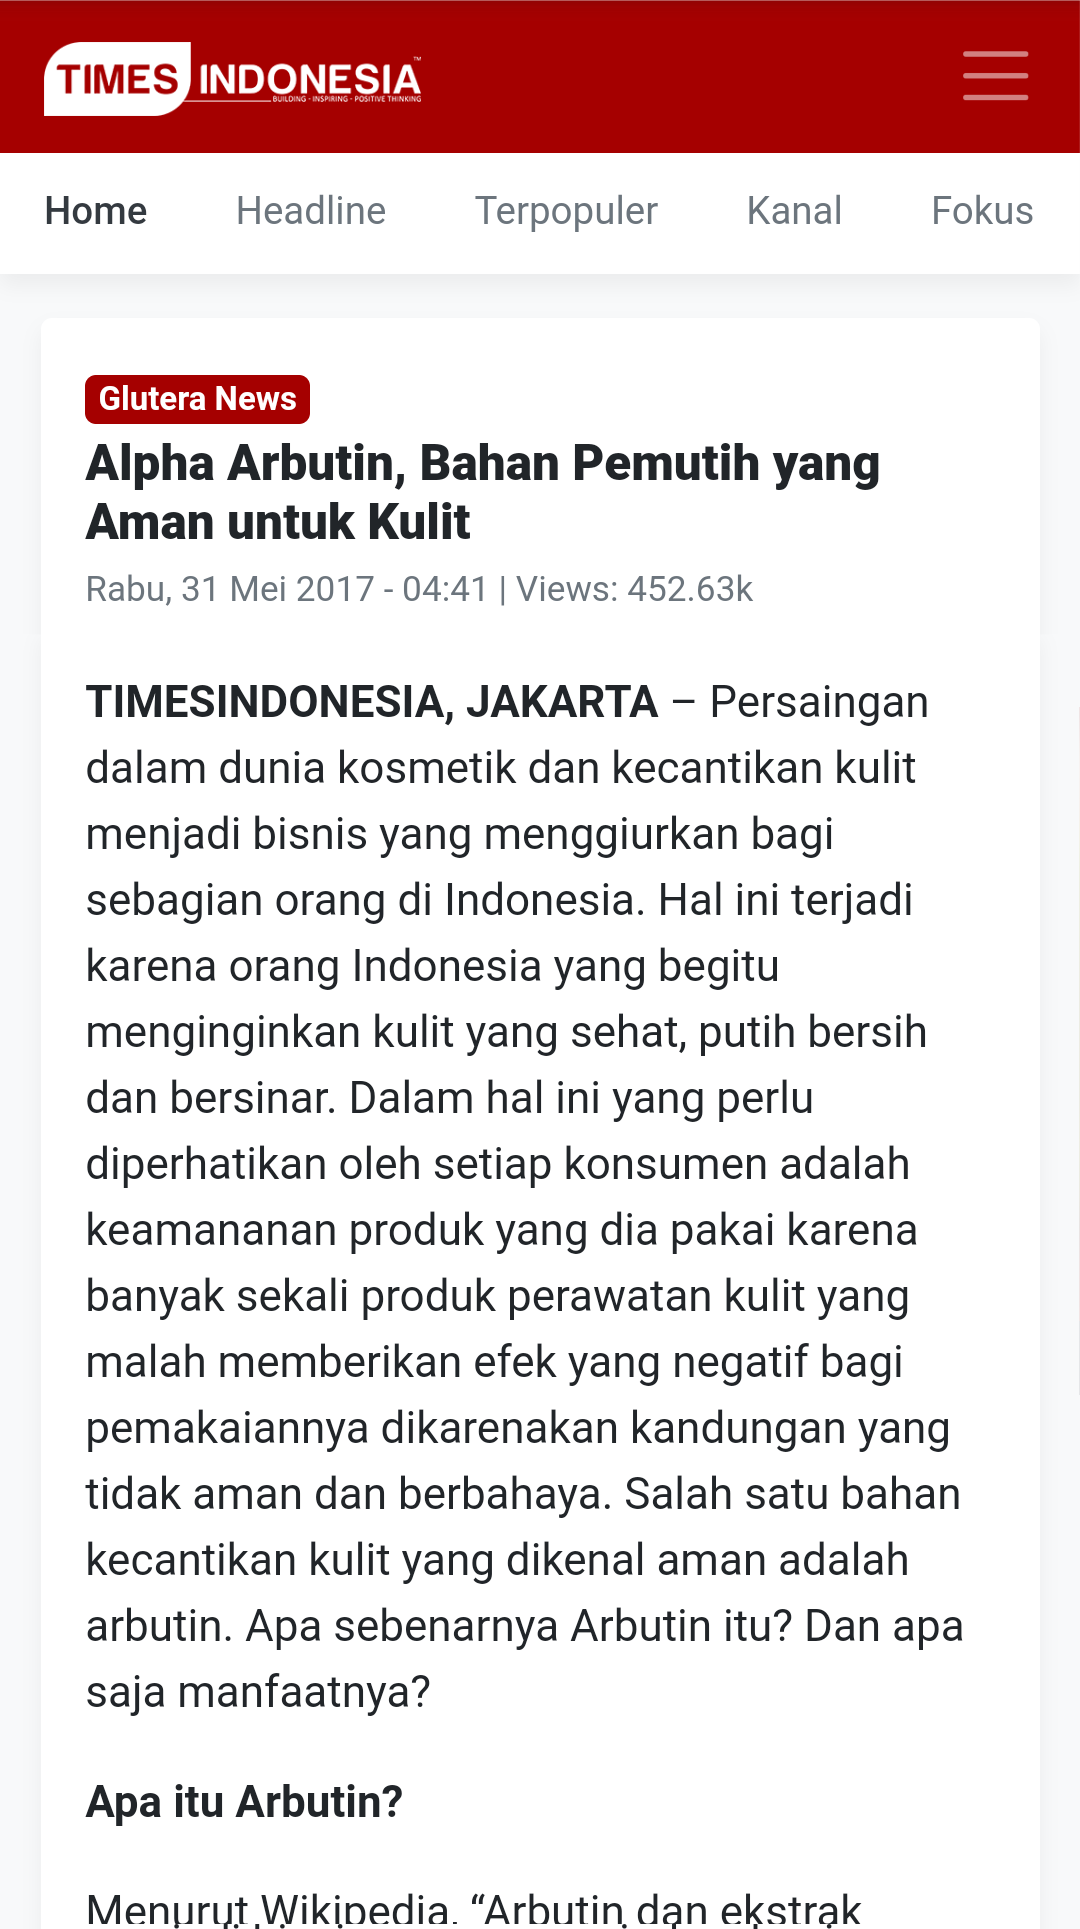 TIMES INDONESIA™
BUILDING - INSPIRING - POSITIVE THINKING
Home Headline Terpopuler Kanal Fokus
Glutera News
Alpha Arbutin, Bahan Pemutih yang
Aman untuk Kulit
Rabu, 31 Mei 2017 - 04:41 | Views: 452.63k
TIMESINDONESIA, JAKARTA – Persaingan
dalam dunia kosmetik dan kecantikan kulit
menjadi bisnis yang menggiurkan bagi
sebagian orang di Indonesia. Hal ini terjadi
karena orang Indonesia yang begitu
menginginkan kulit yang sehat, putih bersih
dan bersinar. Dalam hal ini yang perlu
diperhatikan oleh setiap konsumen adalah
keamananan produk yang dia pakai karena
banyak sekali produk perawatan kulit yang
malah memberikan efek yang negatif bagi
pemakaiannya dikarenakan kandungan yang
tidak aman dan berbahaya. Salah satu bahan
kecantikan kulit yang dikenal aman adalah
arbutin. Apa sebenarnya Arbutin itu? Dan apa
saja manfaatnya?
Apa itu Arbutin?
Menurut Wikipedia, “Arbutin dan ekstrak